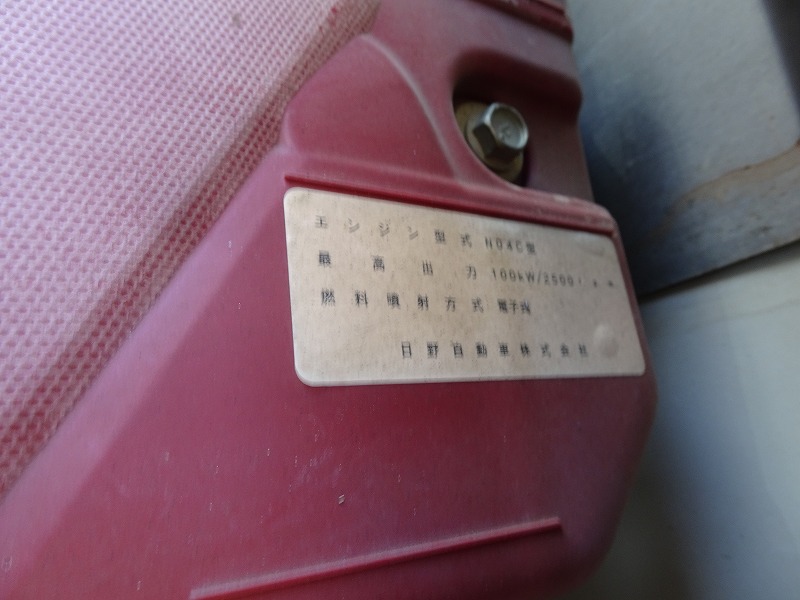 エンジン型式 N04C型
最高出力 100kW/2500r.p.m
燃料噴射方式 電子式
日野自動車株式会社